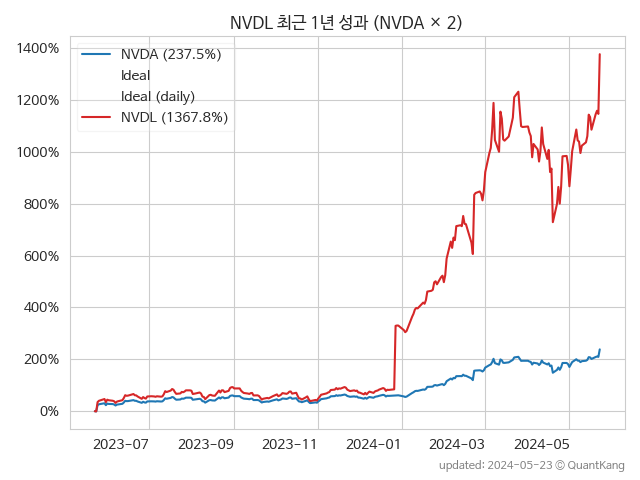 NVDL 최근 1년 성과 (NVDA × 2)
1400%
1200%
1000%
800%
600%
400%
200%
0%
NVDA (237.5%)
Ideal
Ideal (daily)
NVDL (1367.8%)
2023-07
2023-09
2023-11
2024-01
2024-03
2024-05
updated: 2024-05-23 © QuantKang